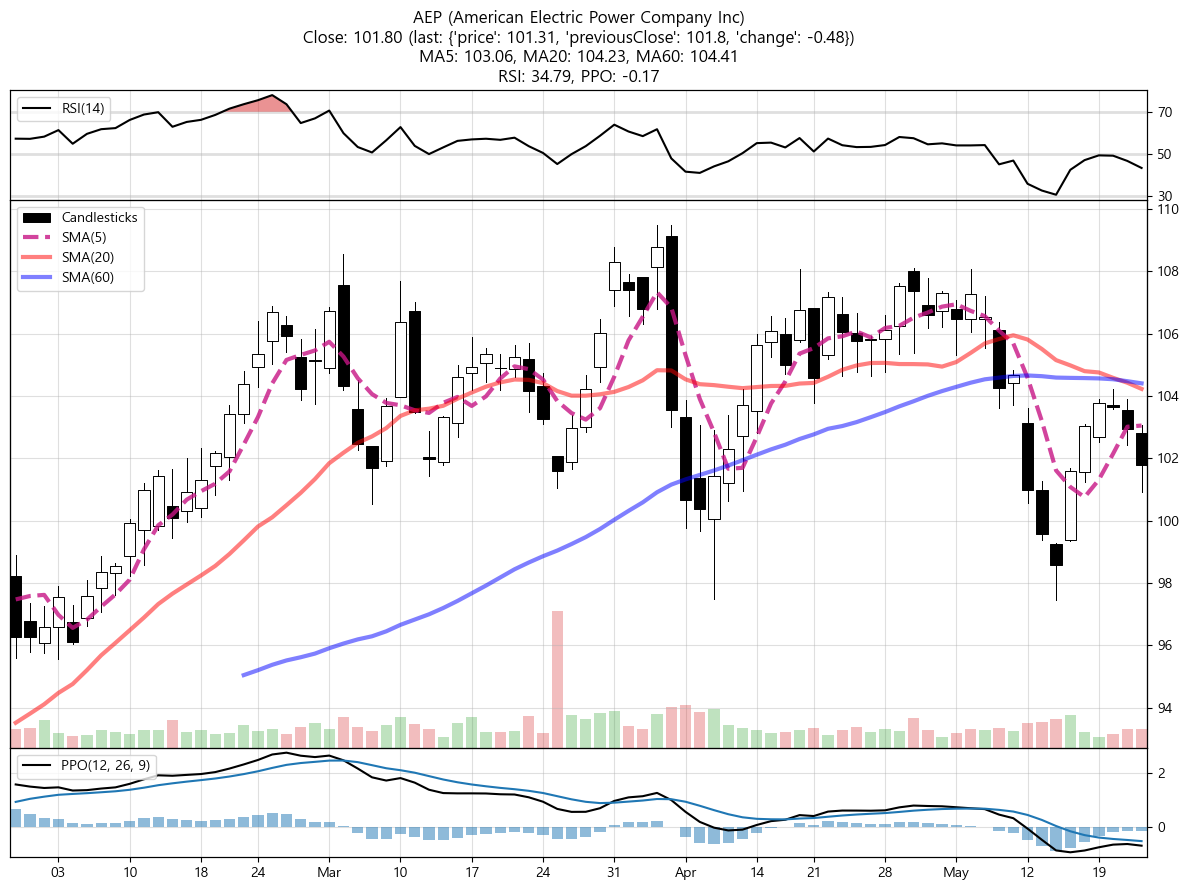 AEP (American Electric Power Company Inc)
Close: 101.80 (last: {'price': 101.31, 'previousClose': 101.8, 'change': -0.48})
MA5: 103.06, MA20: 104.23, MA60: 104.41
RSI: 34.79, PPO: -0.17
RSI(14)
70
50
30
Candlesticks
SMA(5)
SMA(20)
SMA(60)
110
108
106
104
102
100
98
96
94
PPO(12, 26, 9)
2
0
03 10 18 24 Mar 10 17 24 31 Apr 14 21 28 May 12 19